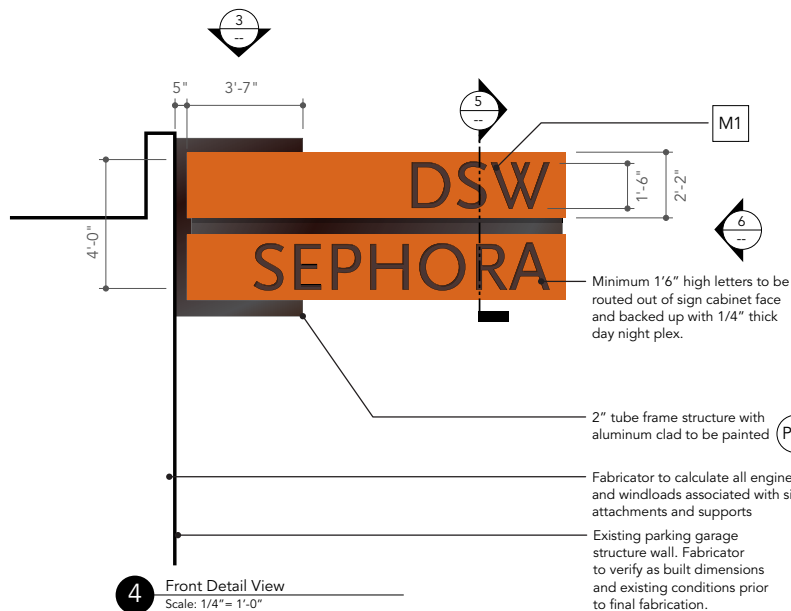 3
--
5"
3'-7"
5
--
M1
DSW
1'-6"
2'-2"
4'-0"
6
--
SEPHORA
Minimum 1'6" high letters to be
routed out of sign cabinet face
and backed up with 1/4" thick
day night plex.
2" tube frame structure with
aluminum clad to be painted
P
Fabricator to calculate all
and windloads associated with
attachments and supports
Existing parking garage
structure wall. Fabricator
to verify as built dimensions
and existing conditions prior
to final fabrication.
4
Front Detail View
Scale: 1/4"= 1'-0"